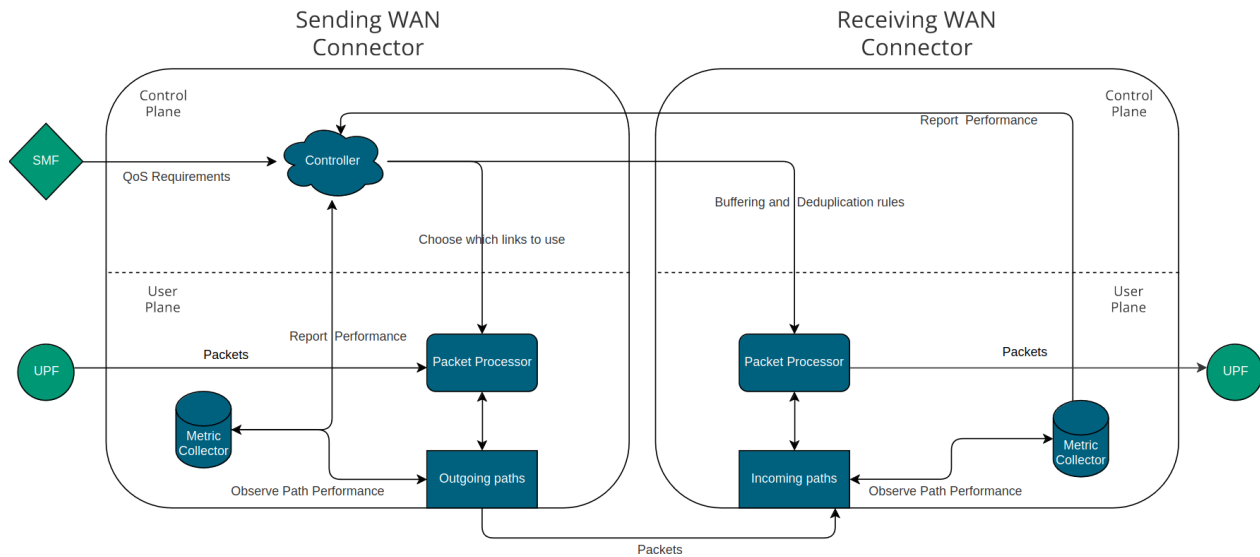 Sending WAN
Connector
Receiving WAN
Connector
Control
Plane
Control
Plane
Report Performance
SMF
Controller
QoS Requirements
Buffering and Deduplication rules
Choose which links to use
User
Plane
User
Plane
Report Performance
Packets
Packets
UPF
Packet Processor
Packet Processor
UPF
Metric
Collector
Metric
Collector
Outgoing paths
Incoming paths
Observe Path Performance
Observe Path Performance
Packets